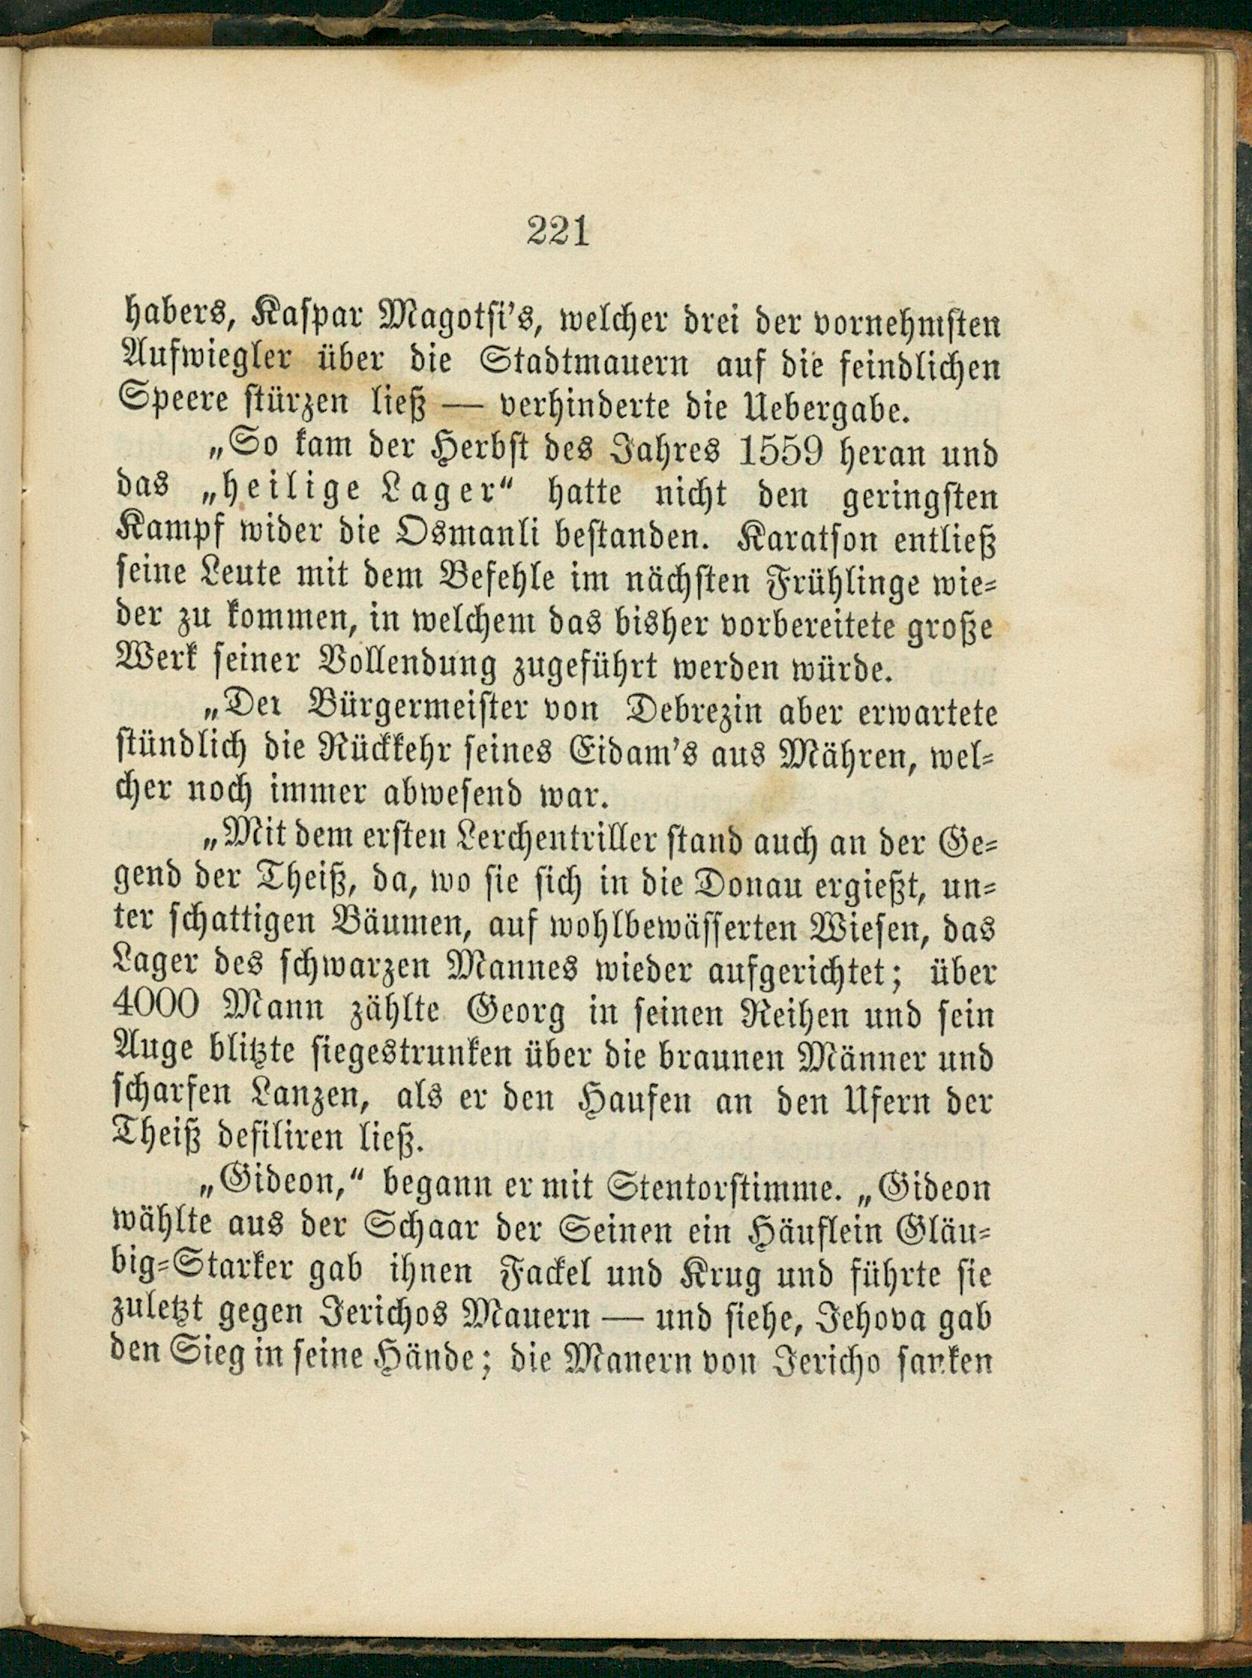 221
habers, Kaspar Magotsi's, welcher drei der vornehmsten
Aufwiegler über die Stadtmauern auf die feindlichen
Speere stürzen ließ — verhinderte die Uebergabe.
„So kam der Herbst des Jahres 1559 heran und
das „heilige Lager“ hatte nicht den geringsten
Kampf wider die Osmanli bestanden. Karatson entließ
seine Leute mit dem Befehle im nächsten Frühlinge wie-
der zu kommen, in welchem das bisher vorbereitete große
Werk seiner Vollendung zugeführt werden würde.
„Der Bürgermeister von Debrezin aber erwartete
stündlich die Rückkehr seines Eidam's aus Mähren, wel-
cher noch immer abwesend war.
„Mit dem ersten Lerchentriller stand auch an der Ge-
gend der Theiß, da, wo sie sich in die Donau ergießt, un-
ter schattigen Bäumen, auf wohlbewässerten Wiesen, das
Lager des schwarzen Mannes wieder aufgerichtet; über
4000 Mann zählte Georg in seinen Reihen und sein
Auge blitzte siegestrunken über die braunen Männer und
scharfen Lanzen, als er den Haufen an den Ufern der
Theiß defiliren ließ.
„Gideon,“ begann er mit Stentorstimme. „Gideon
wählte aus der Schaar der Seinen ein Häuflein Gläu-
big-Starker gab ihnen Fackel und Krug und führte sie
zuletzt gegen Jerichos Mauern — und siehe, Jehova gab
den Sieg in seine Hände; die Manern von Jericho sanken